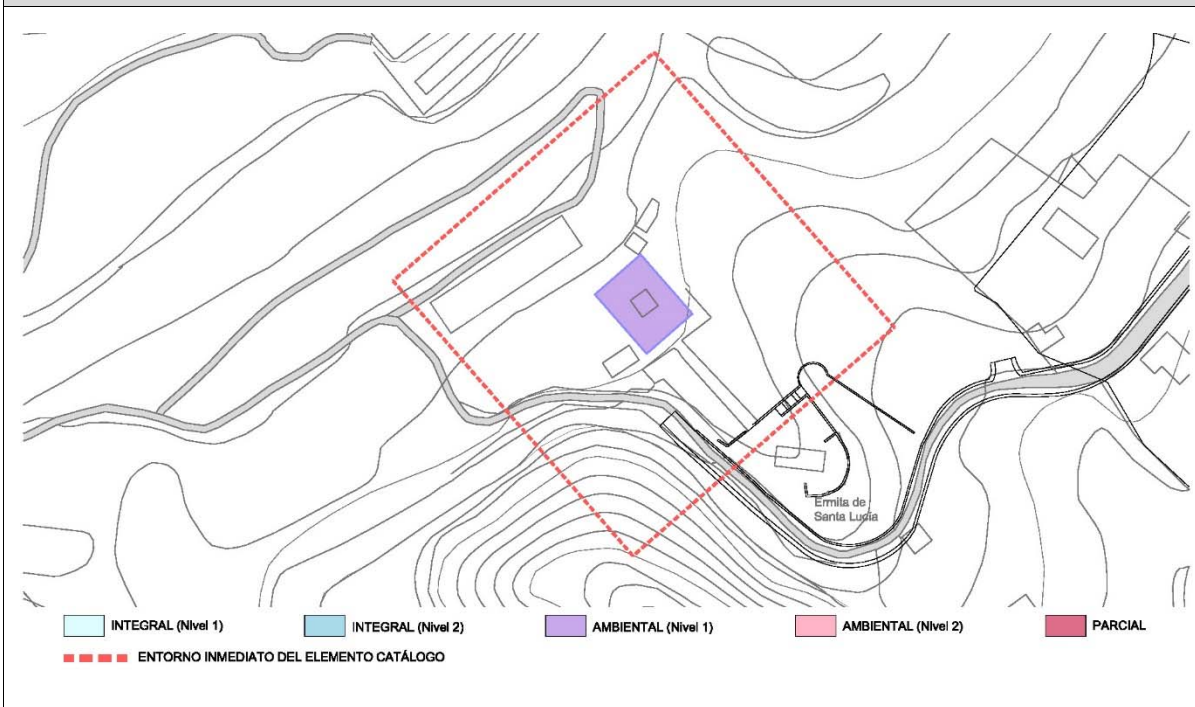 Ermita de
Santa Lucía
INTEGRAL (Nivel 1)
INTEGRAL (Nivel 2)
AMBIENTAL (Nivel 1)
AMBIENTAL (Nivel 2)
PARCIAL
ENTORNO INMEDIATO DEL ELEMENTO CATÁLOGO